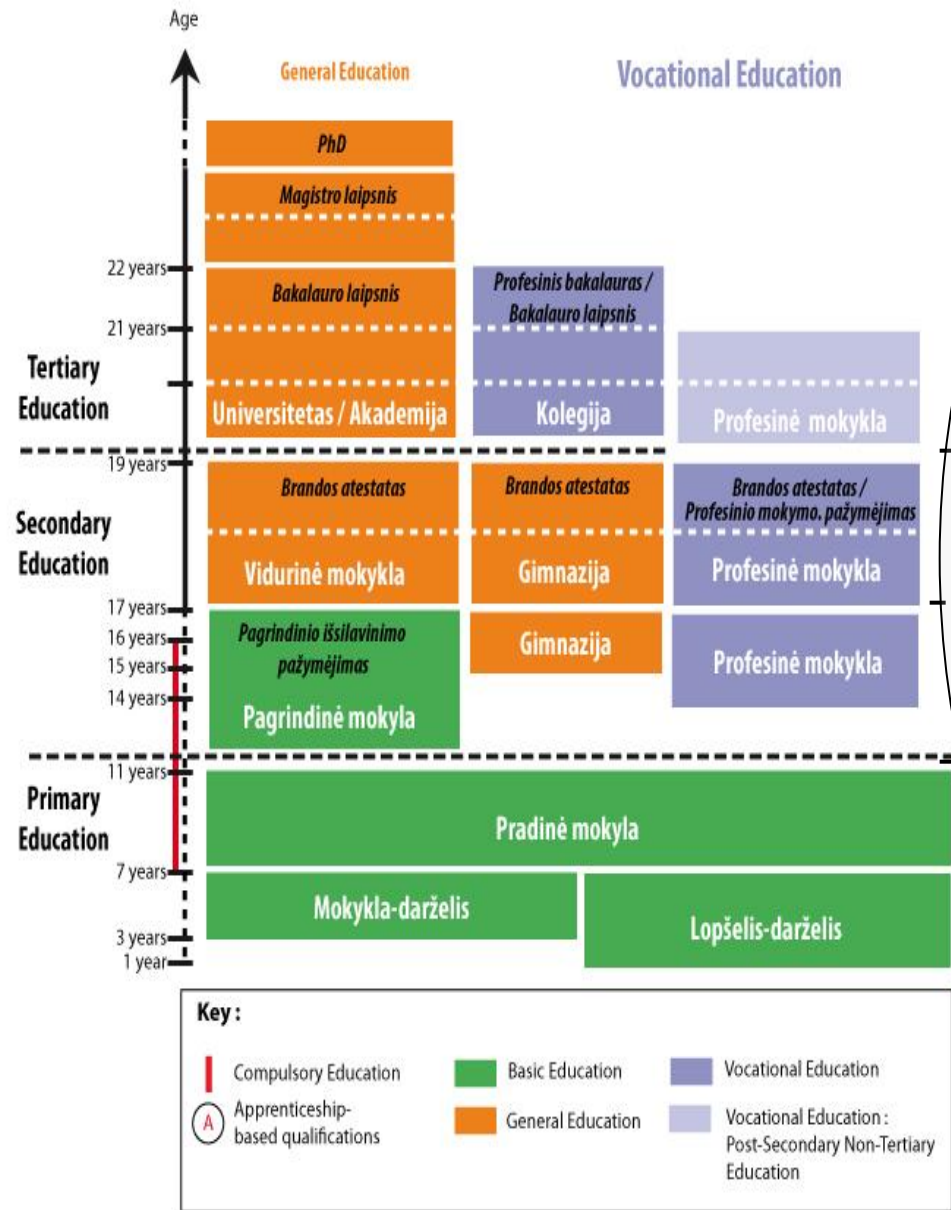 Age
General Education
Vocational Education
PhD
Magistro laipsnis
22 years
Bakalauro laipsnis
Profesinis bakalauras /
Bakalauro laipsnis
21 years
Tertiary
Education
Universitetas / Akademija
Kolegija
Profesinė mokykla
19 years
Secondary
Education
Brandos atestatas
Brandos atestatas
Brandos atestatas /
Profesinio mokymo. pažymėjimas
Vidurinė mokykla
Gimnazija
Profesinė mokykla
17 years
16 years
15 years
14 years
Pagrindinio išsilavinimo
pažymėjimas
Pagrindinė mokyla
Gimnazija
Profesinė mokykla
11 years
Primary
Education
Pradinė mokyla
7 years
Mokykla-darželis
Lopšelis-darželis
3 years
1 year
Key :
Compulsory Education
A
Apprenticeship-
based qualifications
Basic Education
General Education
Vocational Education
Vocational Education :
Post-Secondary Non-Tertiary
Education